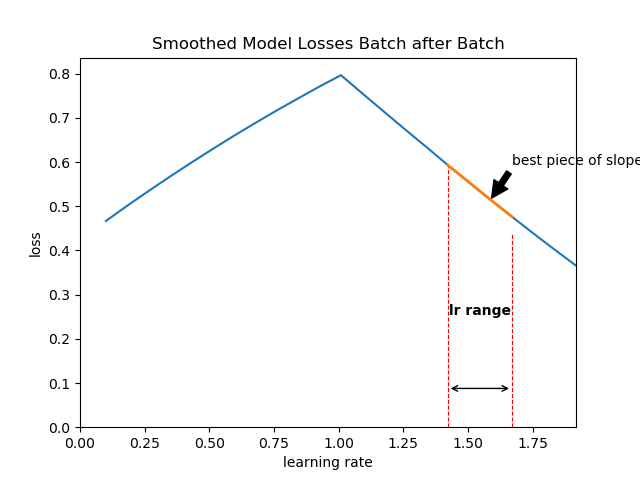 Smoothed Model Losses Batch after Batch
0.8
0.7
0.6
0.5
0.4
0.3
0.2
0.1
0.0
loss
best piece of slope
lr range
0.00 0.25 0.50 0.75 1.00 1.25 1.50 1.75
learning rate